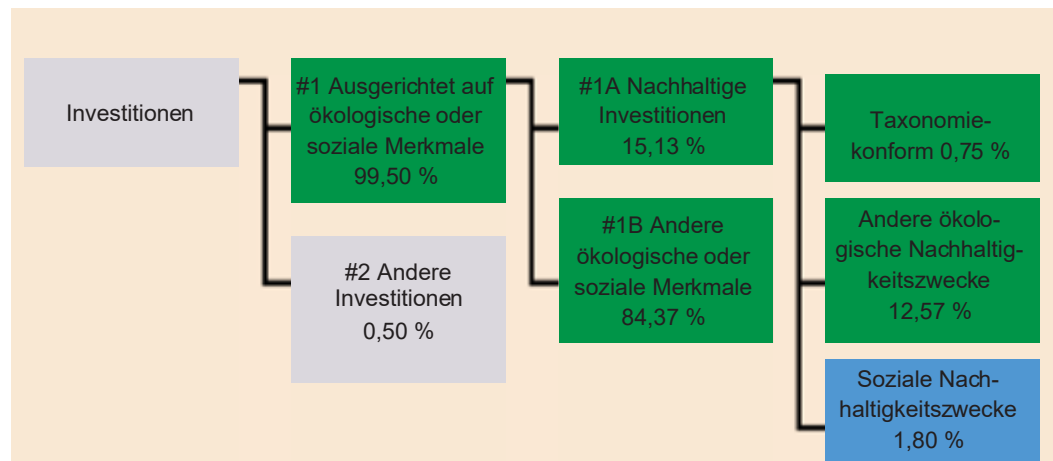 Investitionen
#1 Ausgerichtet auf
ökologische oder
soziale Merkmale
99,50 %
#2 Andere
Investitionen
0,50 %
#1A Nachhaltige
Investitionen
15,13 %
#1B Andere
ökologische oder
soziale Merkmale
84,37 %
Taxonomie-
konform 0,75 %
Andere ökolo-
gische Nachhaltig-
keitszwecke
12,57 %
Soziale Nach-
haltigkeitszwecke
1,80 %